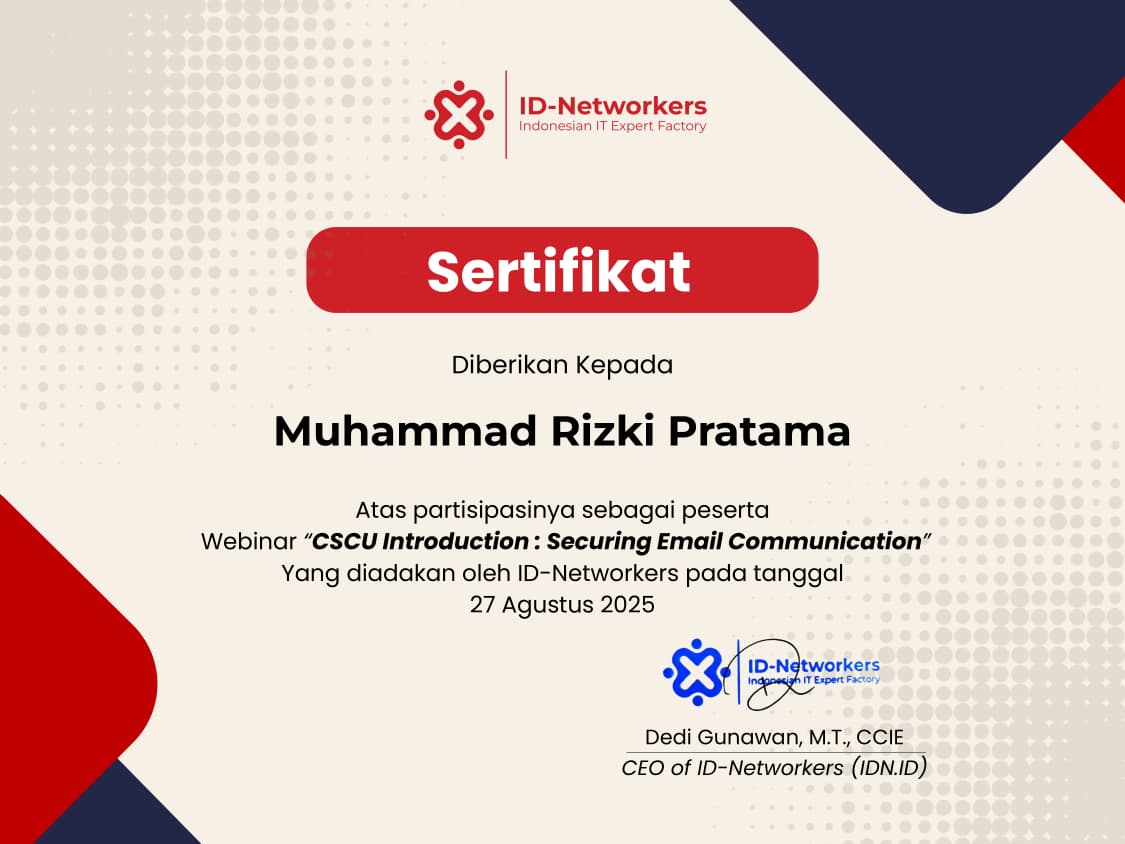 ID-Networkers
Indonesian IT Expert Factory
Sertifikat
Diberikan Kepada
Muhammad Rizki Pratama
Atas partisipasinya sebagai peserta
Webinar “CSCU Introduction : Securing Email Communication”
Yang diadakan oleh ID-Networkers pada tanggal
27 Agustus 2025
ID-Networkers
Indonesian IT Expert Factory
Dedi Gunawan, M.T., CCIE
CEO of ID-Networkers (IDN.ID)